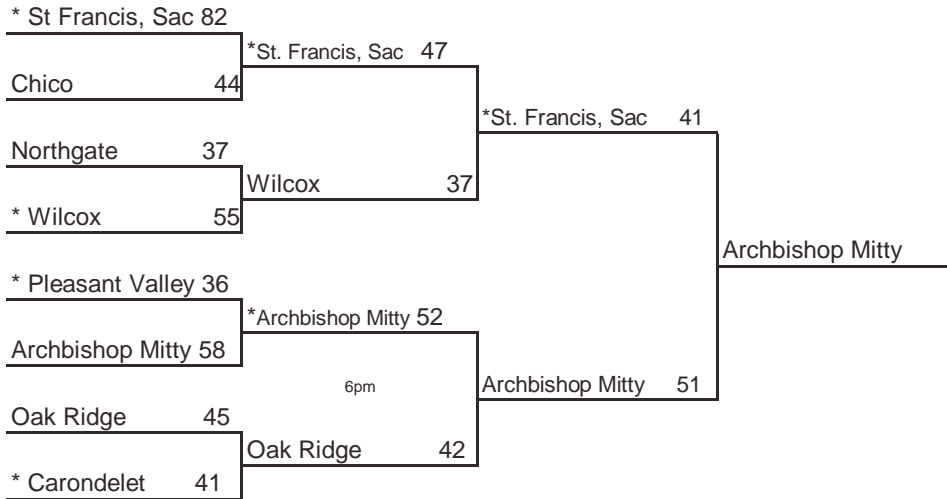 * St Francis, Sac 82
*St. Francis, Sac 47
Chico 44
*St. Francis, Sac 41
Northgate 37
Wilcox 37
* Wilcox 55
Archbishop Mitty
* Pleasant Valley 36
*Archbishop Mitty 52
Archbishop Mitty 58
6pm
Archbishop Mitty 51
Oak Ridge 45
Oak Ridge 42
* Carondelet 41